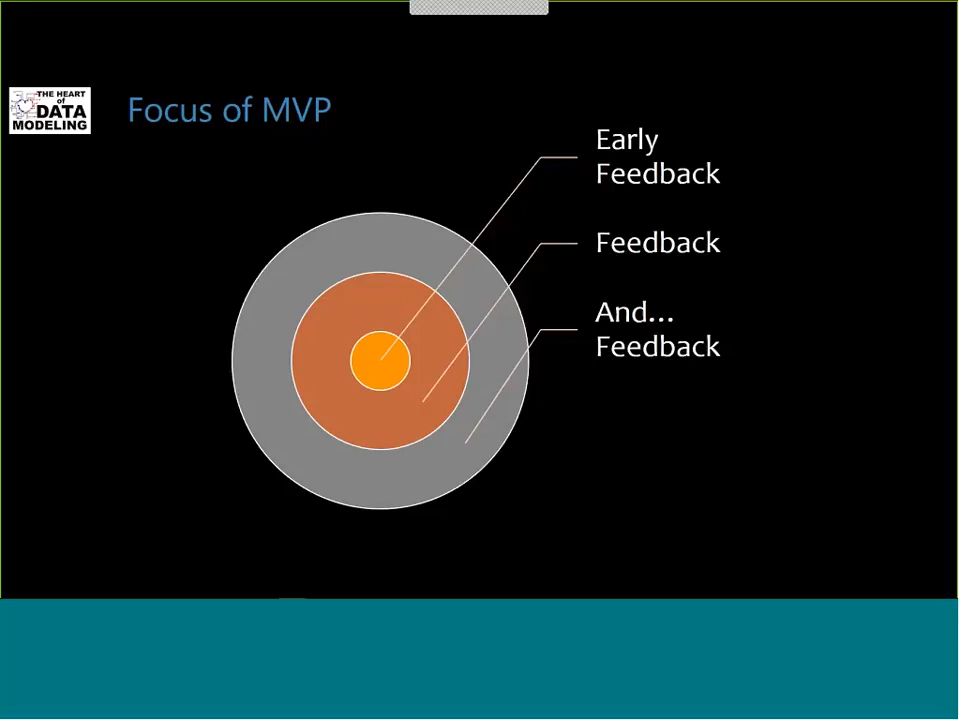 THE HEART
of
DATA
MODELING
Focus of MVP
Early
Feedback
Feedback
And...
Feedback